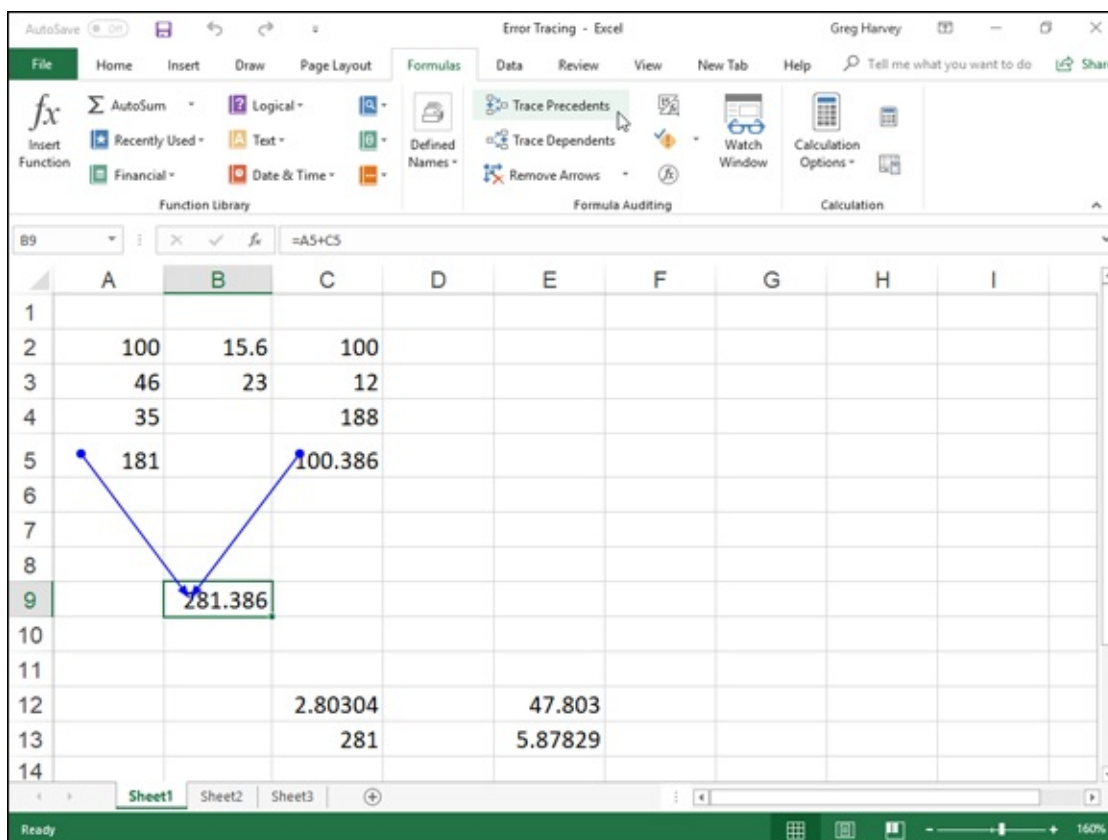 AutoSave Off Error Tracing - Excel Greg Harvey
File Home Insert Draw Page Layout Formulas Data Review View New Tab Help Tell me what you want to do Shar
fx Insert Function
Σ AutoSum
Recently Used
Financial
Logical
Text
Date & Time
Function Library
Defined Names
Trace Precedents
Trace Dependents
Remove Arrows
Watch Window
Formula Auditing
Calculation Options
Calculation
B9 fx =A5+C5
A B C D E F G H I
1
2 100 15.6 100
3 46 23 12
4 35 188
5 181 100.386
6
7
8
9 281.386
10
11
12 2.80304 47.803
13 281 5.87829
14
Sheet1 Sheet2 Sheet3
Ready 160%